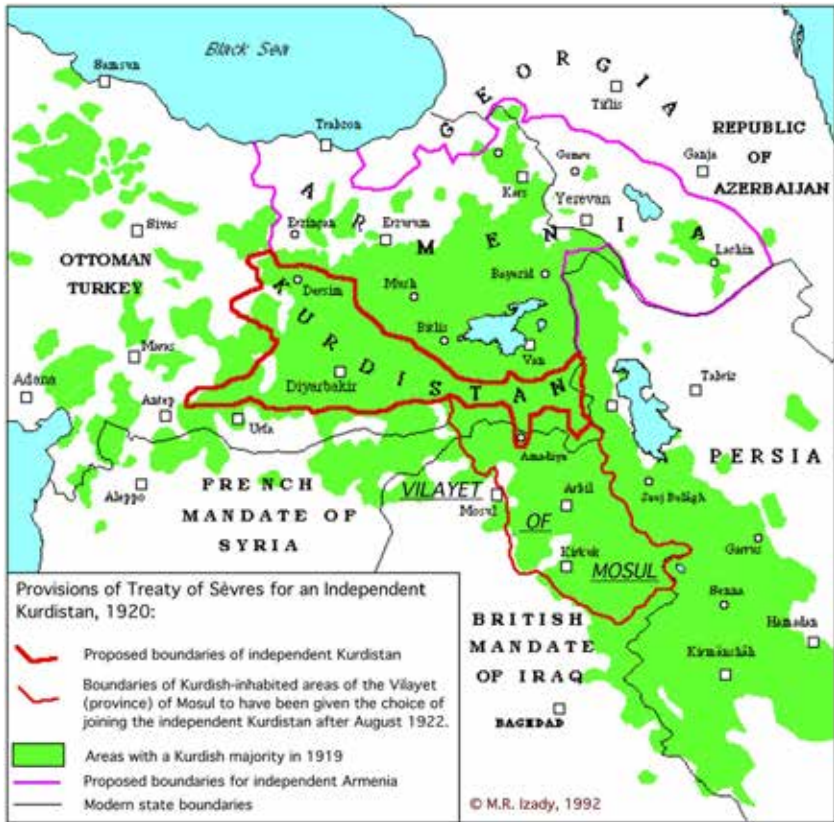 Black Sea
Samsun
Trabzon
GEORGIA
Tiflis
REPUBLIC
OF
AZERBAIJAN
Ganja
Gumru
Kars
Yerevan
ARMENIA
Lachin
Sivas
Erzincan
Erzurum
OTTOMAN
TURKEY
Dersim
Mush
Bayazid
Bitlis
Van
KURDISTAN
Maras
Diyarbakir
Adana
Antep
Urfa
Tabriz
PERSIA
Amadiya
Aleppo
FRENCH
MANDATE OF
SYRIA
VILAYET
Mosul
OF
MOSUL
Arbil
Kirkuk
Sauj Bulagh
Garrus
Senna
Hamadan
Kirmānshāh
BRITISH
MANDATE
OF IRAQ
BAGHDAD
Provisions of Treaty of Sèvres for an Independent
Kurdistan, 1920:
Proposed boundaries of independent Kurdistan
Boundaries of Kurdish-inhabited areas of the Vilayet
(province) of Mosul to have been given the choice of
joining the independent Kurdistan after August 1922.
Areas with a Kurdish majority in 1919
Proposed boundaries for independent Armenia
Modern state boundaries
© M.R. Izady, 1992